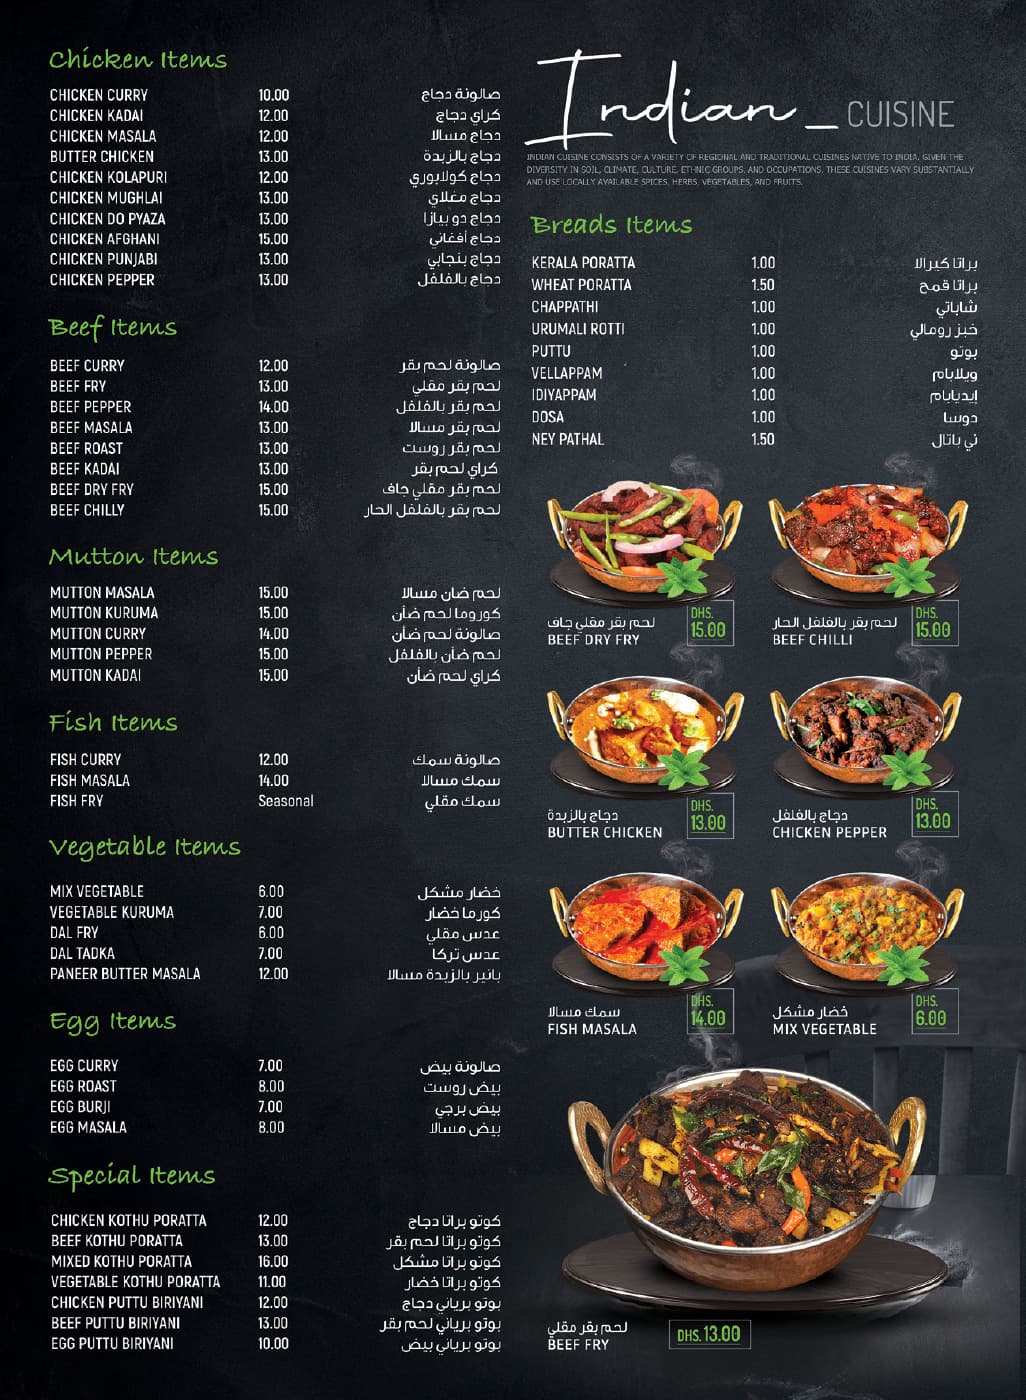 Chicken Items
CHICKEN CURRY 10.00 صالونة دجاج
CHICKEN KADAI 12.00 كراي دجاج
CHICKEN MASALA 12.00 دجاج مسالا
BUTTER CHICKEN 13.00 دجاج بالزبدة
CHICKEN KOLAPURI 12.00 دجاج كولابوري
CHICKEN MUGHLAI 13.00 دجاج مغلاي
CHICKEN DO PYAZA 13.00 دجاج دو بيازا
CHICKEN AFGHANI 15.00 دجاج أفغاني
CHICKEN PUNJABI 13.00 دجاج بنجابي
CHICKEN PEPPER 13.00 دجاج بالفلفل
Beef Items
BEEF CURRY 12.00 صالونة لحم بقر
BEEF FRY 13.00 لحم بقر مقلي
BEEF PEPPER 14.00 لحم بقر بالفلفل
BEEF MASALA 13.00 لحم بقر مسالا
BEEF ROAST 13.00 لحم بقر روست
BEEF KADAI 13.00 كراي لحم بقر
BEEF DRY FRY 15.00 لحم بقر مقلي جاف
BEEF CHILLY 15.00 لحم بقر بالفلفل الحار
Mutton Items
MUTTON MASALA 15.00 لحم ضان مسالا
MUTTON KURUMA 15.00 كوروما لحم ضأن
MUTTON CURRY 14.00 صالونة لحم ضأن
MUTTON PEPPER 15.00 لحم ضأن بالفلفل
MUTTON KADAI 15.00 كراي لحم ضأن
Fish Items
FISH CURRY 12.00 صالونة سمك
FISH MASALA 14.00 سمك مسالا
FISH FRY Seasonal سمك مقلي
Vegetable Items
MIX VEGETABLE 6.00 خضار مشكل
VEGETABLE KURUMA 7.00 كورما خضار
DAL FRY 6.00 عدس مقلي
DAL TADKA 7.00 عدس تركا
PANEER BUTTER MASALA 12.00 بانير بالزبدة مسالا
Egg Items
EGG CURRY 7.00 صالونة بيض
EGG ROAST 8.00 بيض روست
EGG BURJI 7.00 بيض برجي
EGG MASALA 8.00 بيض مسالا
Special Items
CHICKEN KOTHU PORATTA 12.00 كوتو براتا دجاج
BEEF KOTHU PORATTA 13.00 كوتو براتا لحم بقر
MIXED KOTHU PORATTA 16.00 كوتو براتا مشكل
VEGETABLE KOTHU PORATTA 11.00 كوتو براتا خضار
CHICKEN PUTTU BIRIYANI 12.00 بوتو برياني دجاج
BEEF PUTTU BIRIYANI 13.00 بوتو برياني لحم بقر
EGG PUTTU BIRIYANI 10.00 بوتو برياني بيض
Indian _ CUISINE
INDIAN CUISINE CONSISTS OF A VARIETY OF REGIONAL AND TRADITIONAL CUISINES NATIVE TO INDIA. GIVEN THE
DIVERSITY IN SOIL, CLIMATE, CULTURE, ETHNIC GROUPS, AND OCCUPATIONS, THESE CUISINES VARY SUBSTANTIALLY
AND USE LOCALLY AVAILABLE SPICES, HERBS, VEGETABLES, AND FRUITS.
Breads Items
KERALA PORATTA 1.00 براتا كيرالا
WHEAT PORATTA 1.50 براتا قمح
CHAPPATHI 1.00 شاباتي
URUMALI ROTTI 1.00 خبز رومالي
PUTTU 1.00 بوتو
VELLAPPAM 1.00 ويلابام
IDIYAPPAM 1.00 إيديابام
DOSA 1.00 دوسا
NEY PATHAL 1.50 ني باتال
لحم بقر مقلي جاف
BEEF DRY FRY
DHS.
15.00
لحم بقر بالفلفل الحار
BEEF CHILLI
DHS.
15.00
دجاج بالزبدة
BUTTER CHICKEN
DHS.
13.00
دجاج بالفلفل
CHICKEN PEPPER
DHS.
13.00
سمك مسالا
FISH MASALA
DHS.
14.00
خضار مشكل
MIX VEGETABLE
DHS.
6.00
لحم بقر مقلي
BEEF FRY
DHS. 13.00